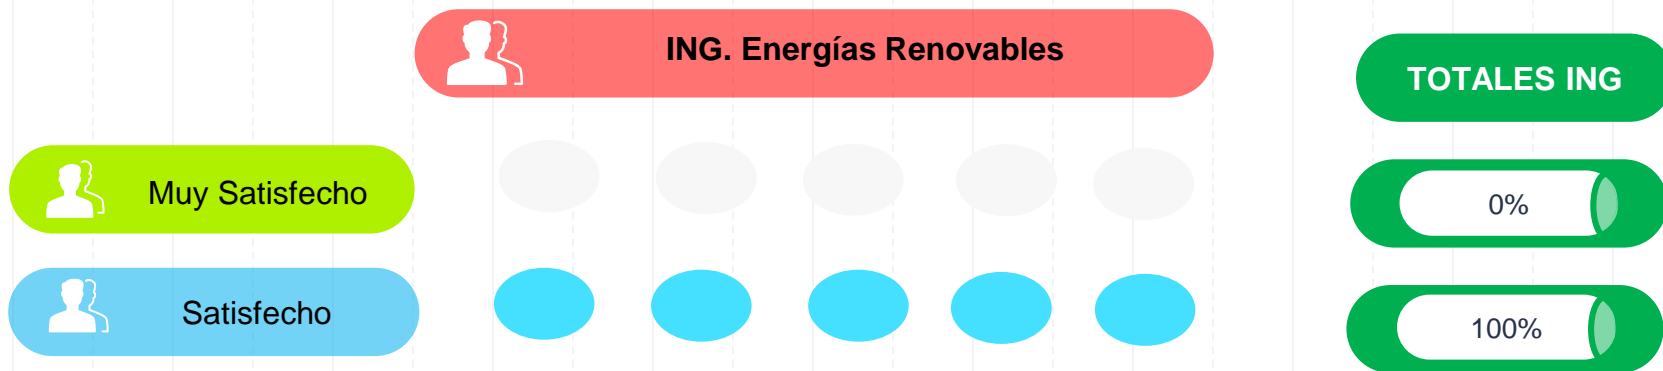 ING. Energías Renovables
TOTALES ING
Muy Satisfecho
0%
Satisfecho
100%